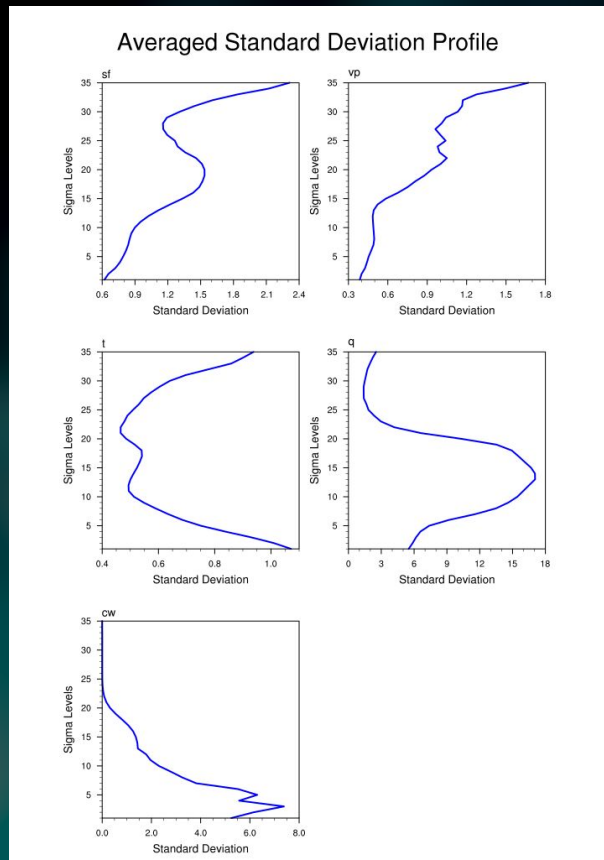 Averaged Standard Deviation Profile
sf
35
30
25
20
15
10
5
Sigma Levels
0.6 0.9 1.2 1.5 1.8 2.1 2.4
Standard Deviation
vp
35
30
25
20
15
10
5
Sigma Levels
0.3 0.6 0.9 1.2 1.5 1.8
Standard Deviation
t
35
30
25
20
15
10
5
Sigma Levels
0.4 0.6 0.8 1.0
Standard Deviation
q
35
30
25
20
15
10
5
Sigma Levels
0 3 6 9 12 15 18
Standard Deviation
cw
35
30
25
20
15
10
5
Sigma Levels
0.0 2.0 4.0 6.0 8.0
Standard Deviation